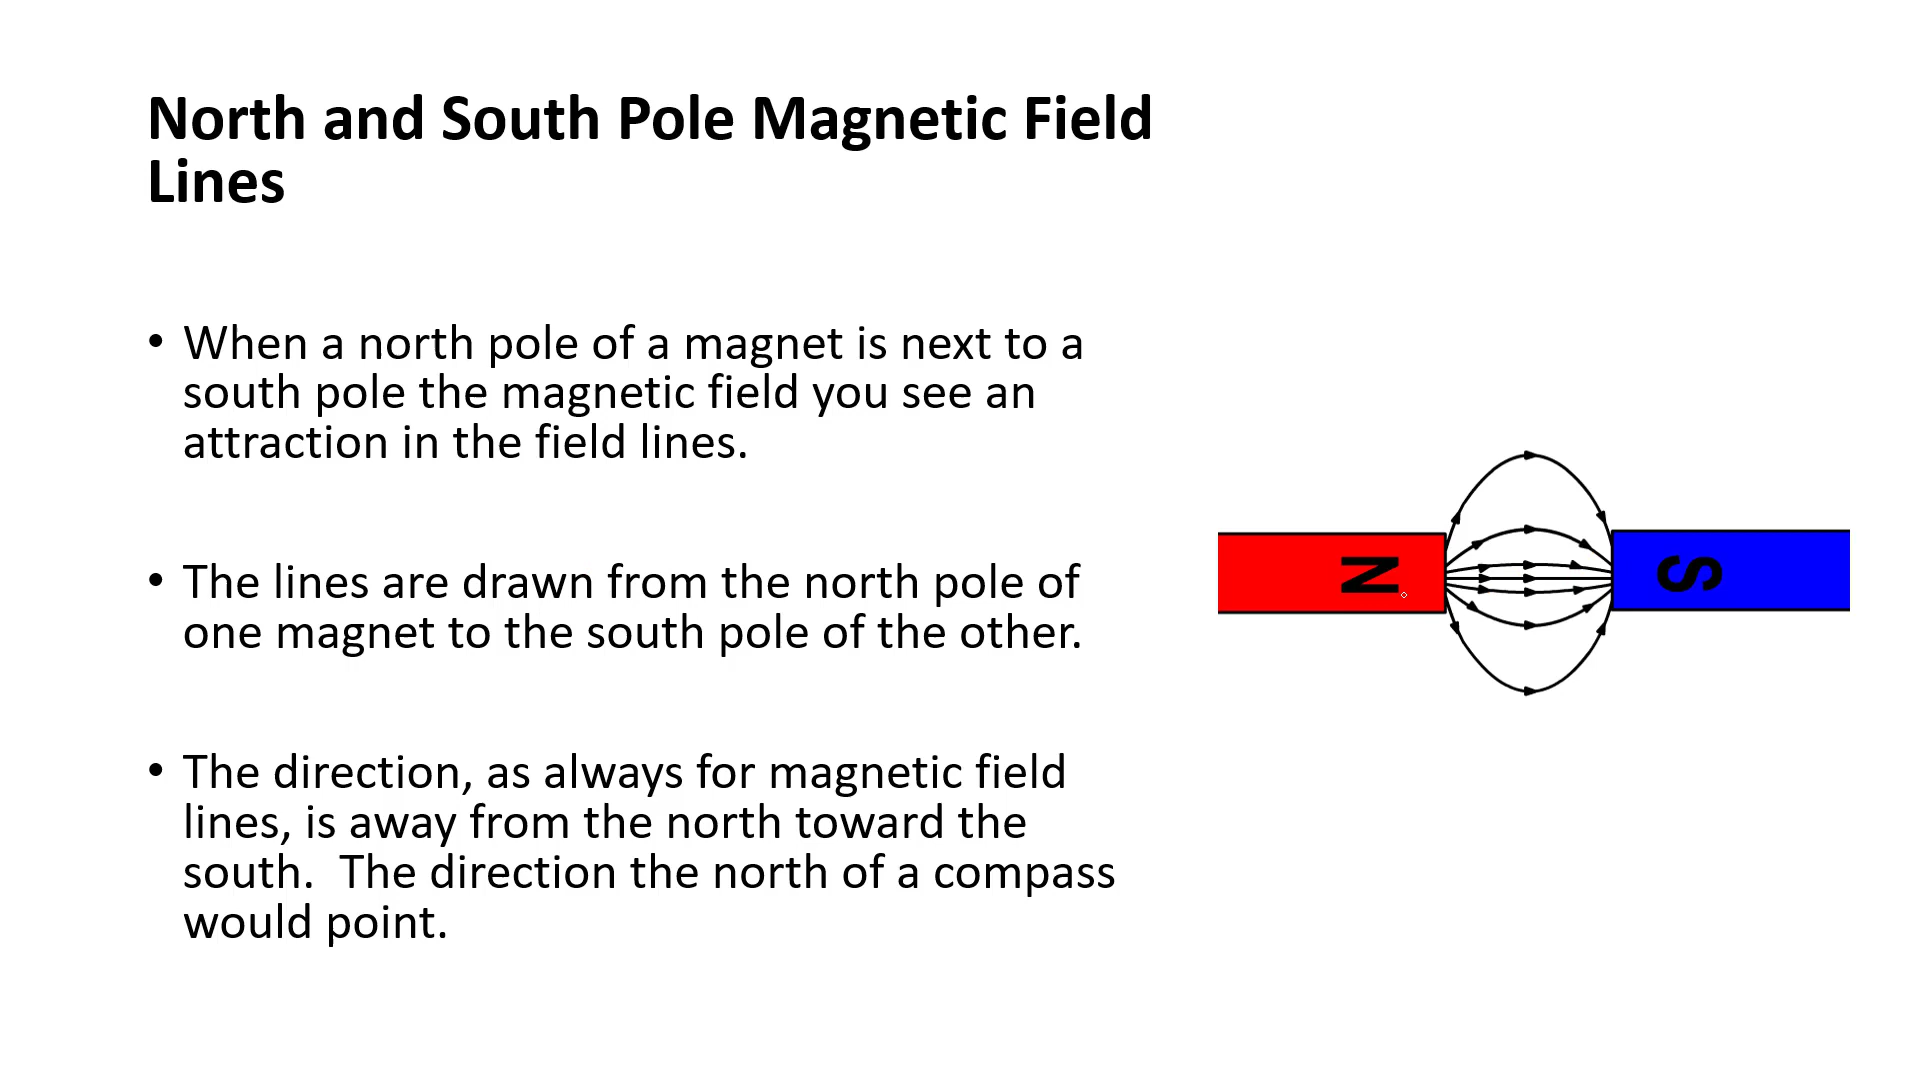 North and South Pole Magnetic Field
Lines
• When a north pole of a magnet is next to a
south pole the magnetic field you see an
attraction in the field lines.
• The lines are drawn from the north pole of
one magnet to the south pole of the other.
• The direction, as always for magnetic field
lines, is away from the north toward the
south.  The direction the north of a compass
would point.
N
S